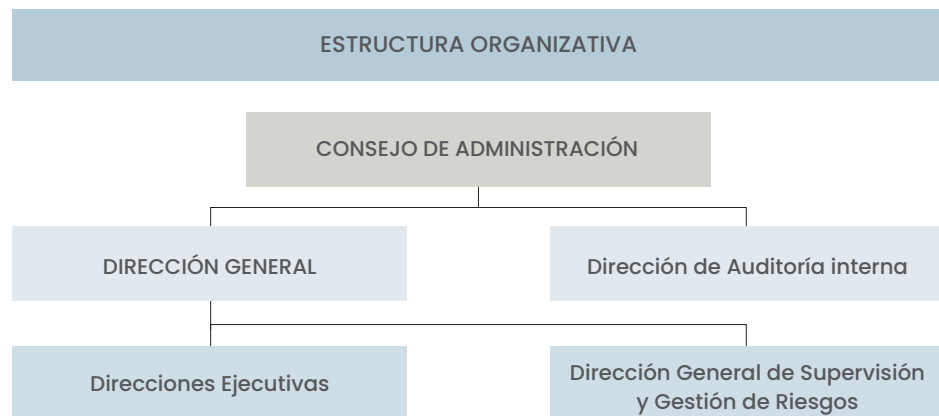 ESTRUCTURA ORGANIZATIVA
CONSEJO DE ADMINISTRACIÓN
DIRECCIÓN GENERAL
Dirección de Auditoría interna
Direcciones Ejecutivas
Dirección General de Supervisión
y Gestión de Riesgos